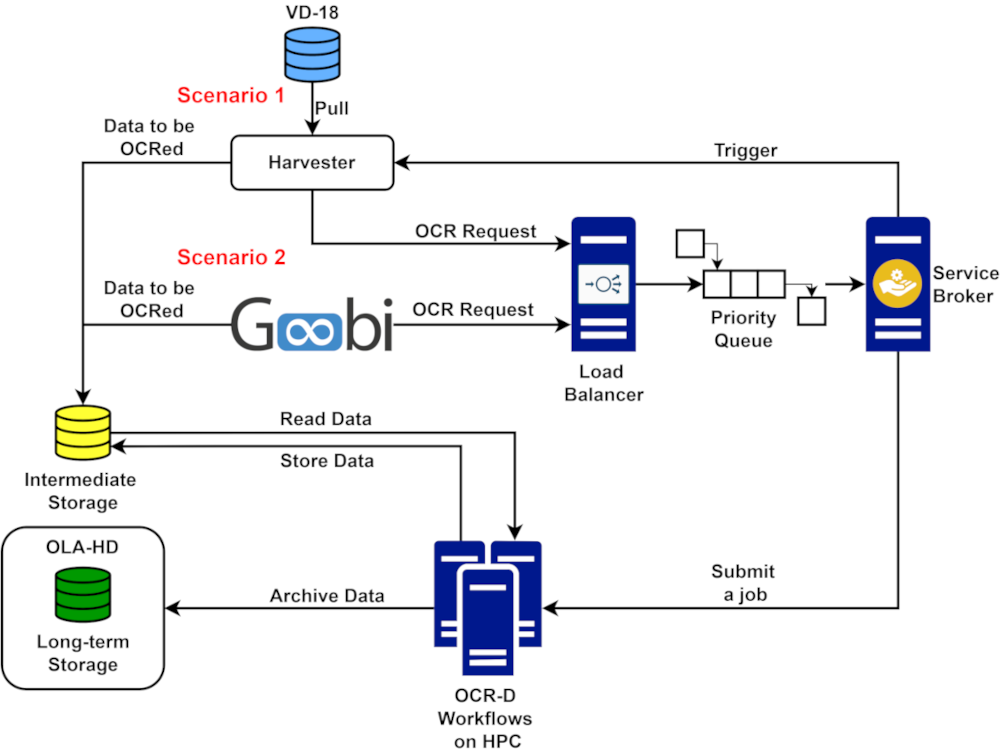 VD-18
Scenario 1
Pull
Data to be
OCRed
Harvester
Trigger
OCR Request
Scenario 2
Data to be
OCRed
Goobi
OCR Request
Priority
Queue
Service
Broker
Load
Balancer
Read Data
Store Data
Intermediate
Storage
OLA-HD
Long-term
Storage
Archive Data
Submit
a job
OCR-D
Workflows
on HPC